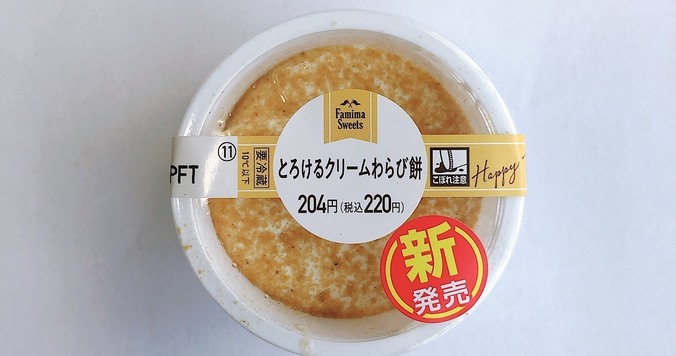 Famima
Sweets
とろけるクリームわらび餅
204円(税込220円)
PFT
⑪
要冷蔵
10℃以下
こぼれ注意
Happy
新
発売